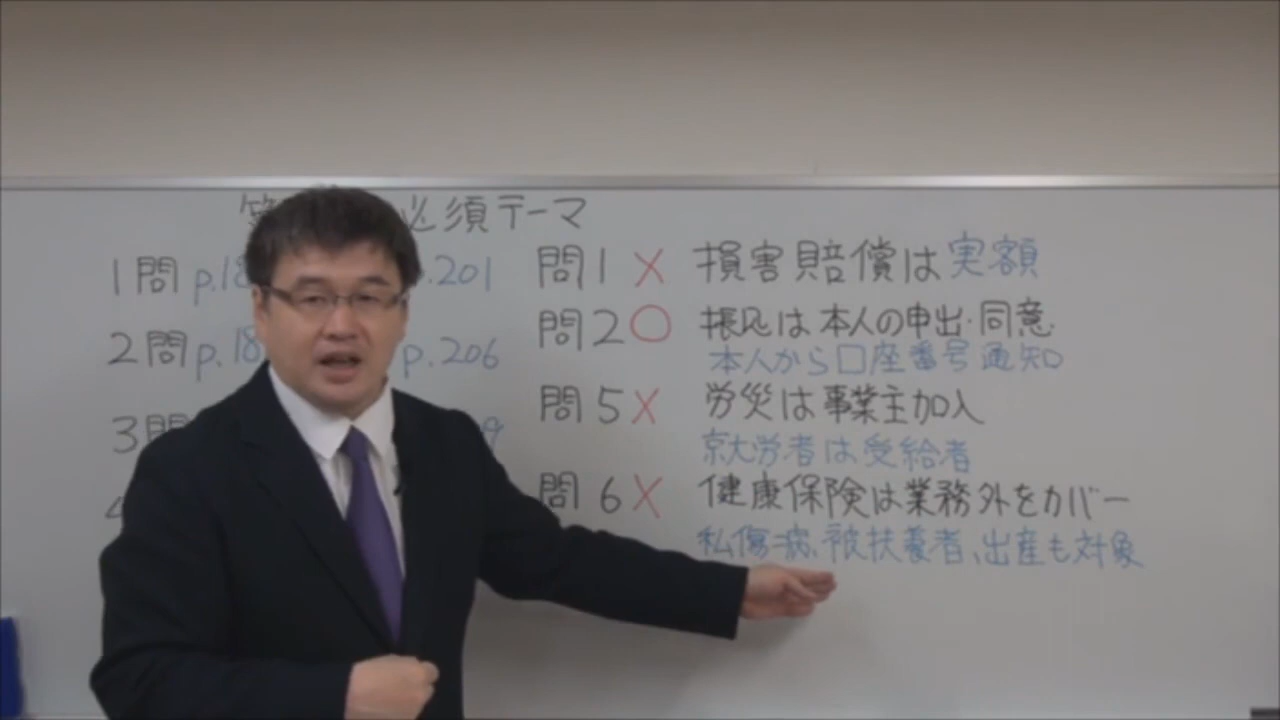 必須テーマ
1問 p.18 .201
2問 p.18 p.206
3問 9
問1 × 損害賠償は実額
問2 ○ 振込は本人の申出・同意
本人から口座番号通知
問5 × 労災は事業主加入
労働者は受給者
問6 × 健康保険は業務外をカバー
私傷病、被扶養者、出産も対象